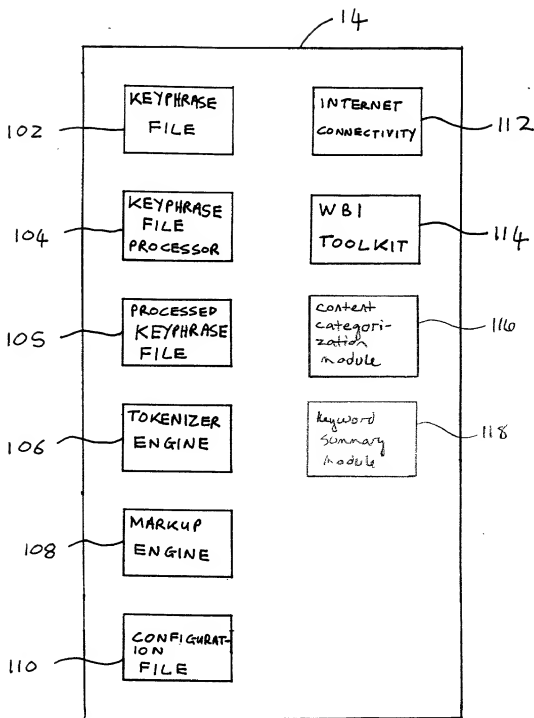 14
102
KEYPHRASE
FILE
104
KEYPHRASE
FILE
PROCESSOR
105
PROCESSED
KEYPHRASE
FILE
106
TOKENIZER
ENGINE
108
MARKUP
ENGINE
110
CONFIGURAT-
ION
FILE
INTERNET
CONNECTIVITY
112
WBI
TOOLKIT
114
content
categori-
zation
module
116
keyword
summary
module
118